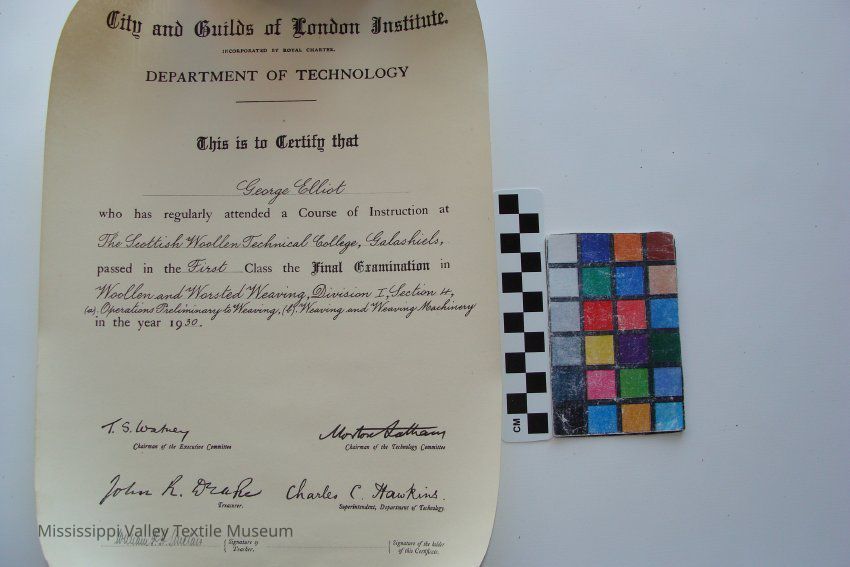 City and Guilds of London Institute.
INCORPORATED BY ROYAL CHARTER.
DEPARTMENT OF TECHNOLOGY
This is to Certify that
George Elliot
who has regularly attended a Course of Instruction at
The Scottish Woollen Technical College, Galashiels,
passed in the First Class the Final Examination in
Woollen and Worsted Weaving, Division I, Section 4,
(a). Operations Preliminary to Weaving, (b). Weaving and Weaving Machinery
in the year 1930.
Chairman of the Executive Committee
Chairman of the Technology Committee
John R. Drake
Charles C. Hawkins.
Treasurer.
Superintendent, Department of Technology.
Mississippi Valley Textile Museum
William
Signature of Teacher.
Signature of the holder of this Certificate.
CM